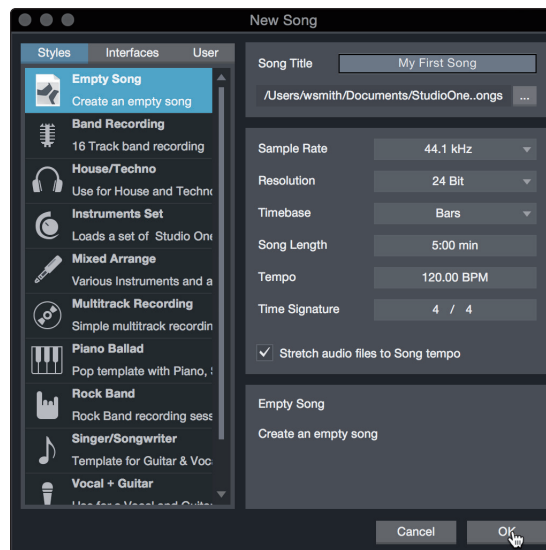 New Song
Styles Interfaces User
Empty Song
Create an empty song
Band Recording
16 Track band recording
House/Techno
Use for House and Techno
Instruments Set
Loads a set of Studio One
Mixed Arrange
Various Instruments and a
Multitrack Recording
Simple multitrack recordin
Piano Ballad
Pop template with Piano,
Rock Band
Rock Band recording sess
Singer/Songwriter
Template for Guitar & Voc
Vocal + Guitar
Use for a Vocal and Guitar
Song Title My First Song
/Users/wsmith/Documents/StudioOne..ongs ...
Sample Rate 44.1 kHz
Resolution 24 Bit
Timebase Bars
Song Length 5:00 min
Tempo 120.00 BPM
Time Signature 4 / 4
Stretch audio files to Song tempo
Empty Song
Create an empty song
Cancel OK